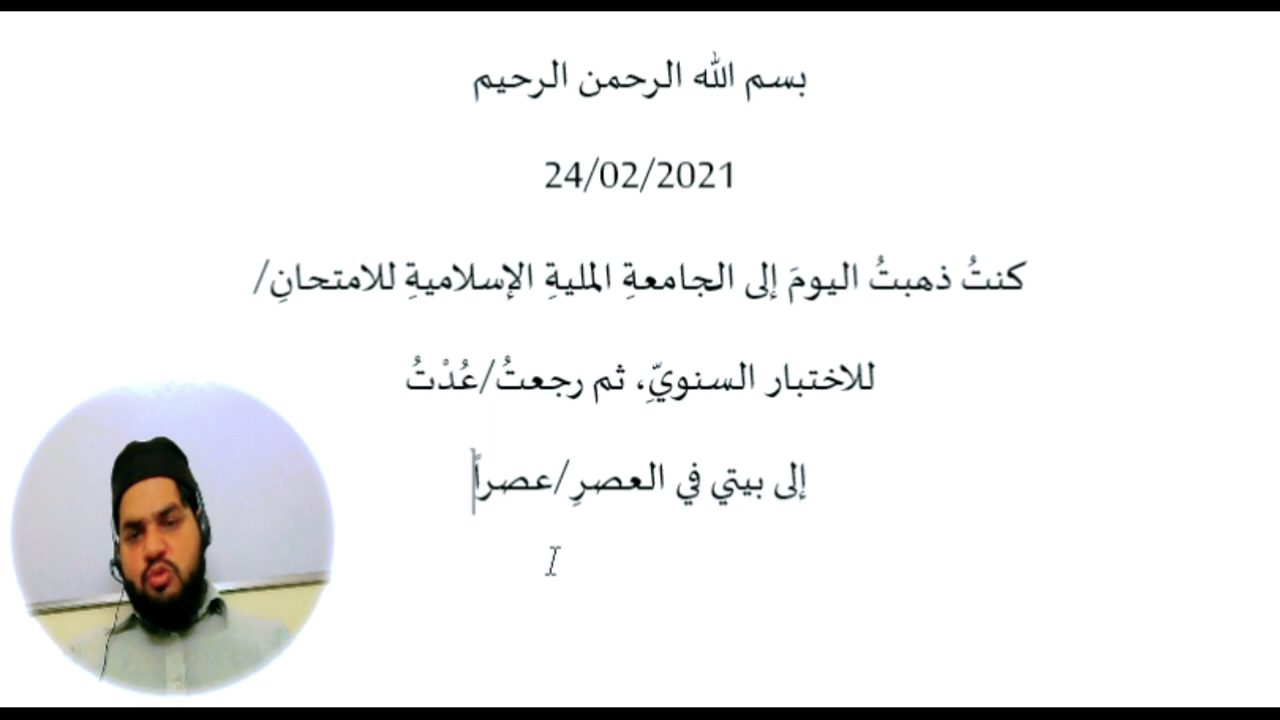 بسم الله الرحمن الرحيم
24/02/2021
كنتُ ذهبتُ اليومَ إلى الجامعةِ المليةِ الإسلاميةِ للامتحانِ/
للاختبار السنويِّ، ثم رجعتُ/عُدْتُ
إلى بيتي في العصرِ/عصراً